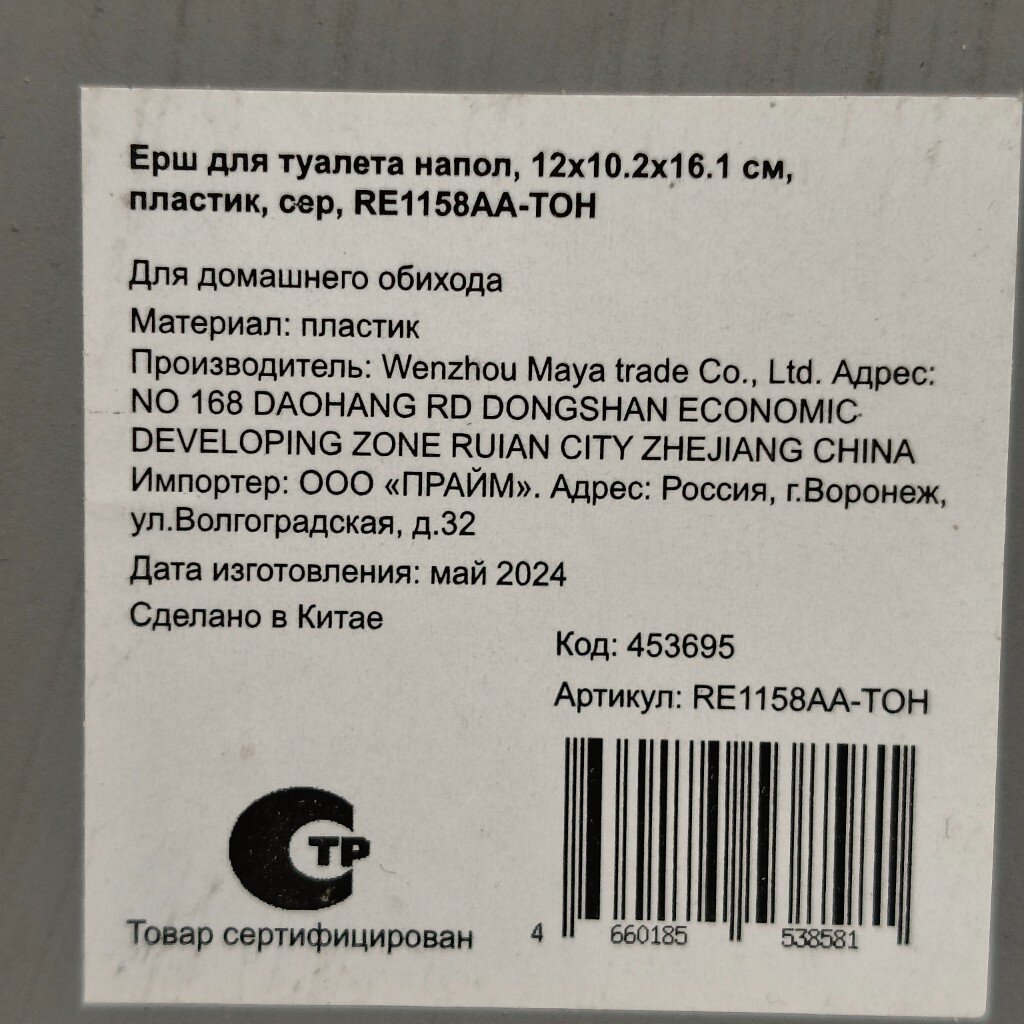 Ерш для туалета напол, 12x10.2x16.1 см,
пластик, сер, RE1158AA-TOH
Для домашнего обихода
Материал: пластик
Производитель: Wenzhou Maya trade Co., Ltd. Адрес:
NO 168 DAOHANG RD DONGSHAN ECONOMIC
DEVELOPING ZONE RUIAN CITY ZHEJIANG CHINA
Импортер: ООО «ПРАЙМ». Адрес: Россия, г.Воронеж,
ул.Волгоградская, д.32
Дата изготовления: май 2024
Сделано в Китае
Код: 453695
Артикул: RE1158AA-TOH
СТР
Товар сертифицирован
4 660185 538581